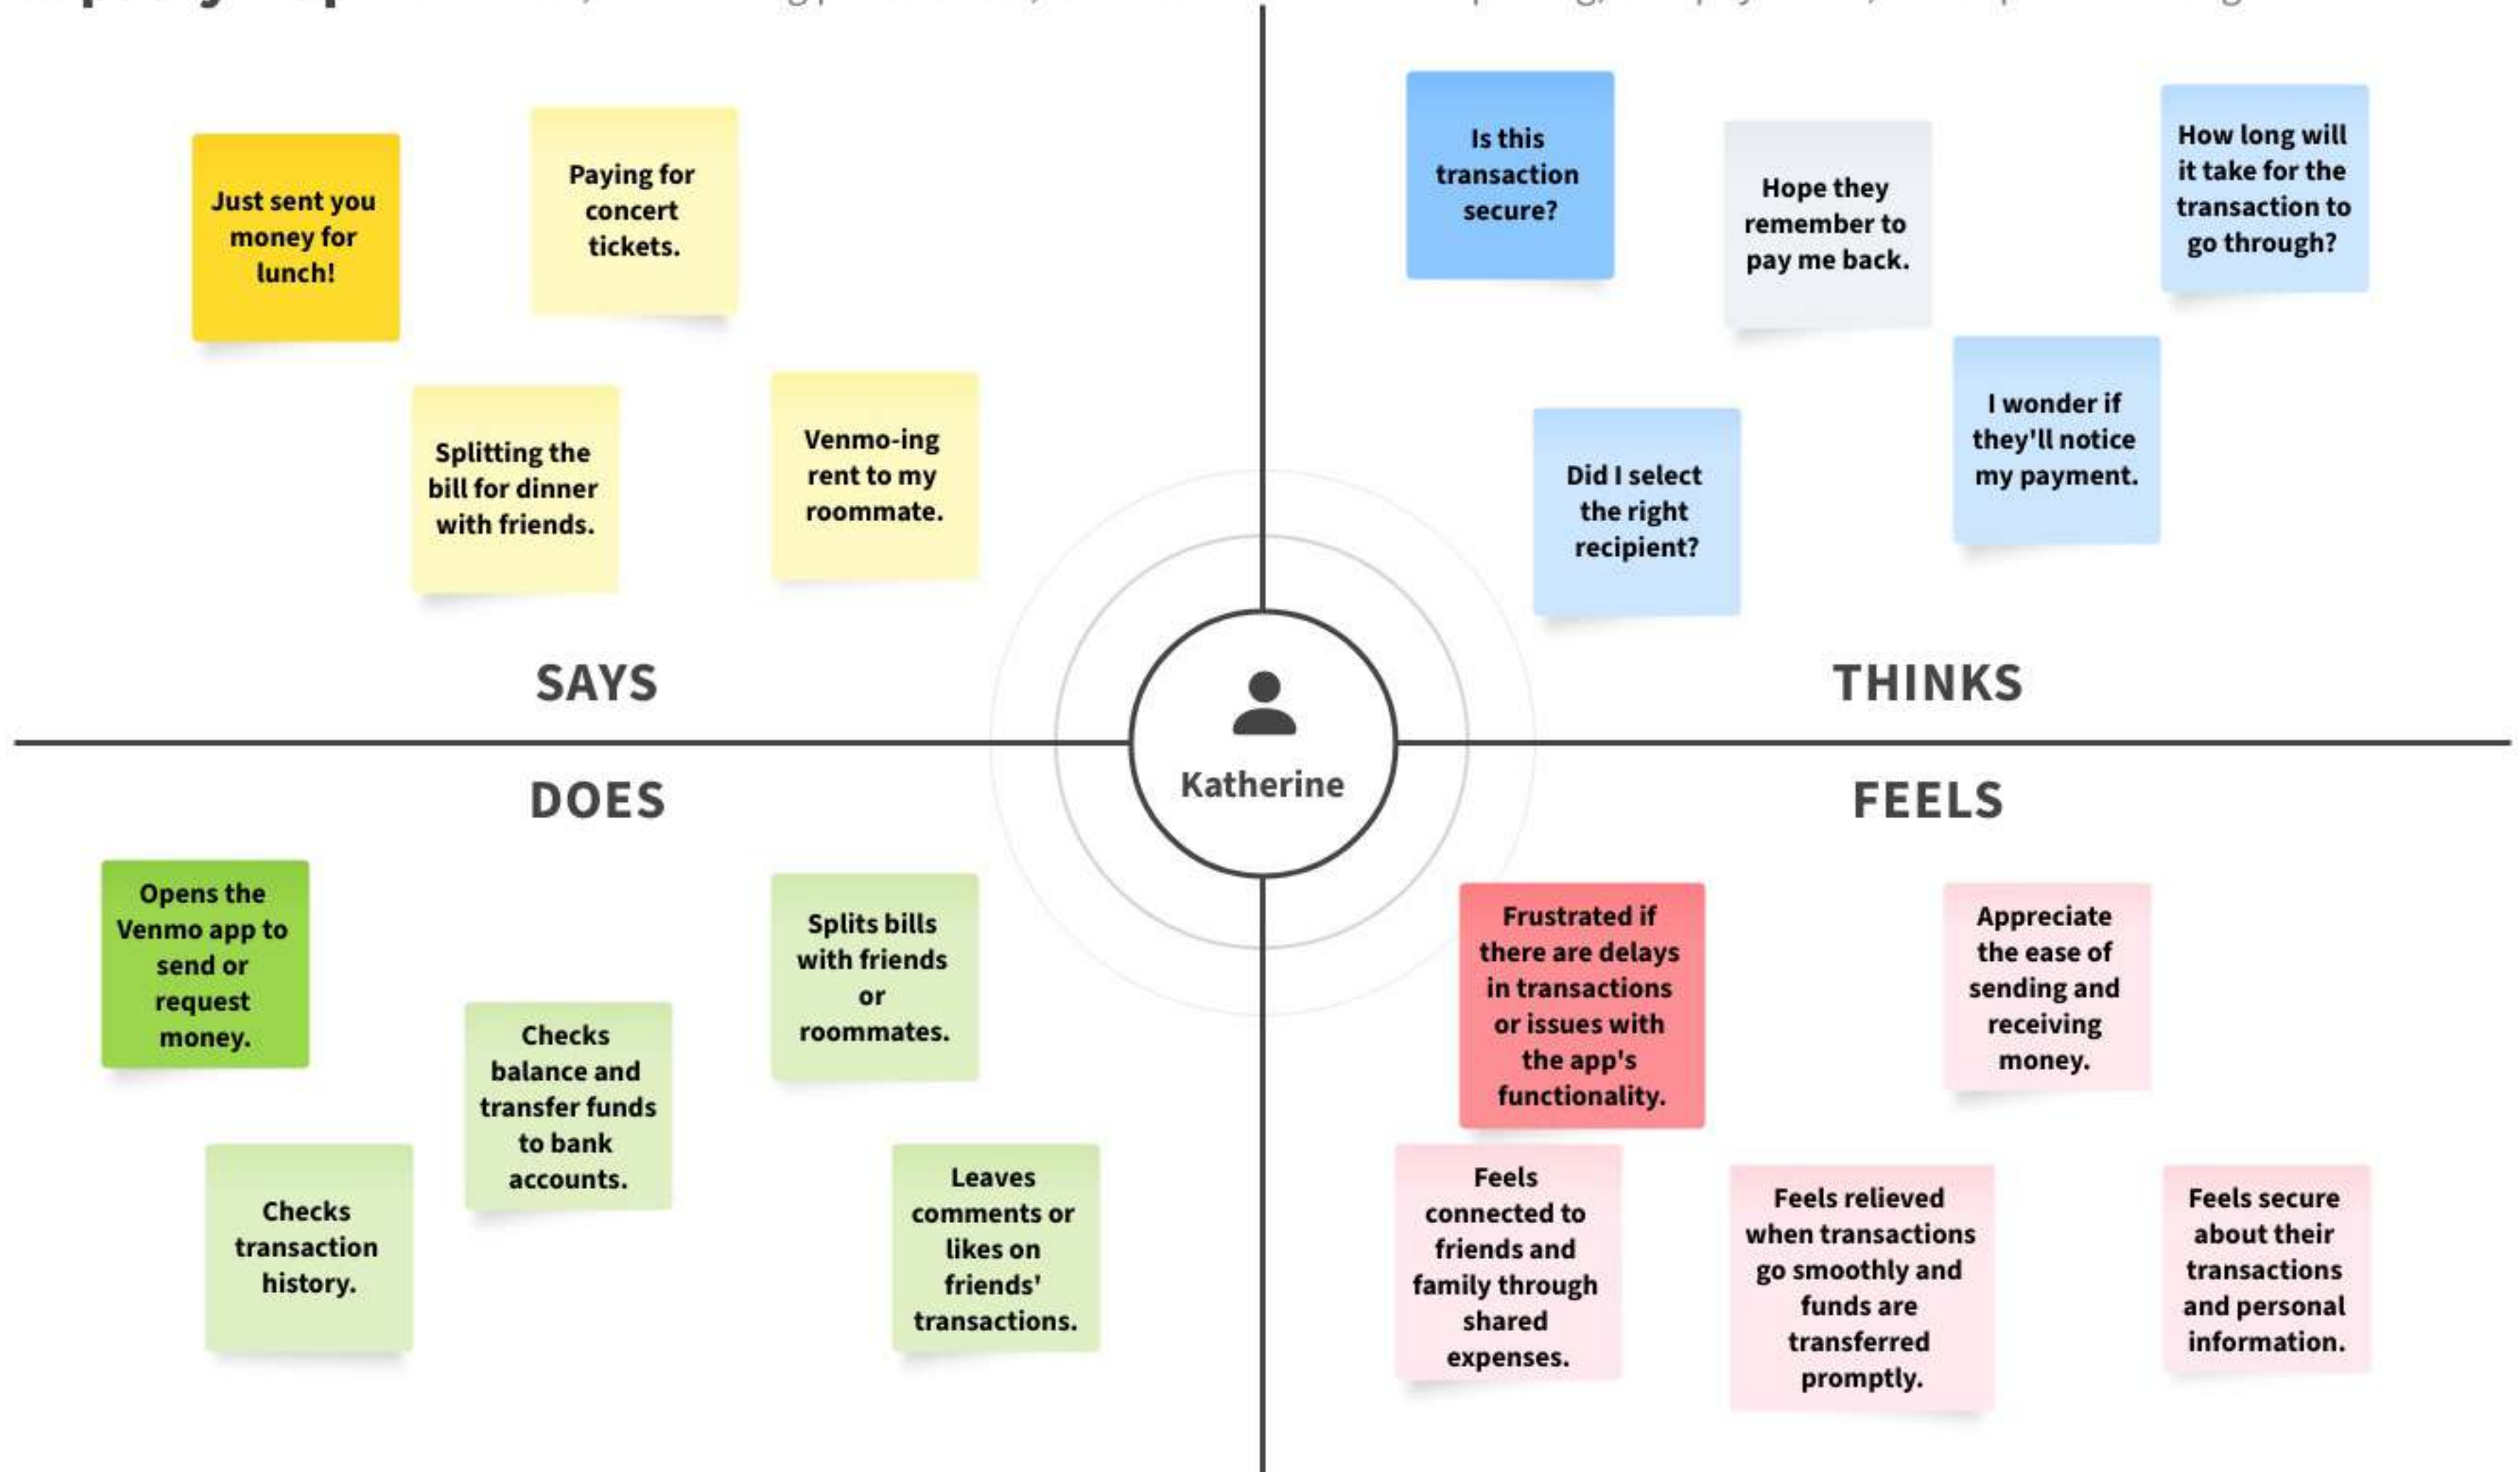 Just sent you
money for
lunch!
Paying for
concert
tickets.
Splitting the
bill for dinner
with friends.
Venmo-ing
rent to my
roommate.
SAYS
Is this
transaction
secure?
Hope they
remember to
pay me back.
How long will
it take for the
transaction to
go through?
Did I select
the right
recipient?
I wonder if
they'll notice
my payment.
THINKS
Katherine
DOES
Opens the
Venmo app to
send or
request
money.
Checks
balance and
transfer funds
to bank
accounts.
Splits bills
with friends
or
roommates.
Checks
transaction
history.
Leaves
comments or
likes on
friends'
transactions.
FEELS
Frustrated if
there are delays
in transactions
or issues with
the app's
functionality.
Appreciate
the ease of
sending and
receiving
money.
Feels
connected to
friends and
family through
shared
expenses.
Feels relieved
when transactions
go smoothly and
funds are
transferred
promptly.
Feels secure
about their
transactions
and personal
information.